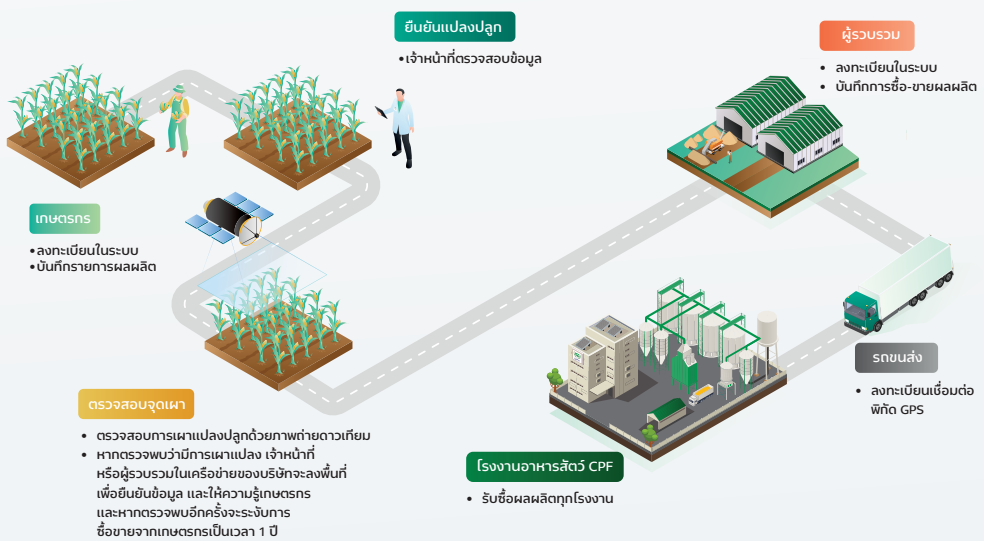 ยืนยันแปลงปลูก
•เจ้าหน้าที่ตรวจสอบข้อมูล
ผู้รวบรวม
• ลงทะเบียนในระบบ
• บันทึกการซื้อ-ขายผลผลิต
เกษตรกร
•ลงทะเบียนในระบบ
•บันทึกรายการผลผลิต
รถขนส่ง
• ลงทะเบียนเชื่อมต่อ
พิกัด GPS
ตรวจสอบจุดเผา
• ตรวจสอบการเผาแปลงปลูกด้วยภาพถ่ายดาวเทียม
• หากตรวจพบว่ามีการเผาแปลง เจ้าหน้าที่
หรือผู้รวบรวมในเครือข่ายของบริษัทจะลงพื้นที่
เพื่อยืนยันข้อมูล และให้ความรู้เกษตรกร
และหากตรวจพบอีกครั้งจะระงับการ
ซื้อขายจากเกษตรกรเป็นเวลา 1 ปี
โรงงานอาหารสัตว์ CPF
• รับซื้อผลผลิตทุกโรงงาน